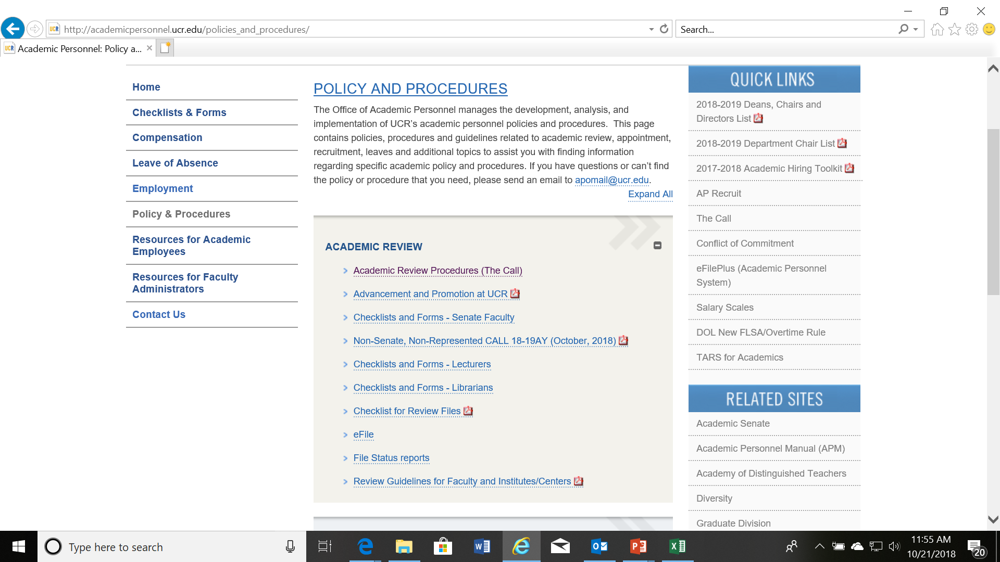 http://academicpersonnel.ucr.edu/policies_and_procedures/
Search...
UCR
Academic Personnel: Policy a...
Home
Checklists & Forms
Compensation
Leave of Absence
Employment
Policy & Procedures
Resources for Academic
Employees
Resources for Faculty
Administrators
Contact Us
POLICY AND PROCEDURES
The Office of Academic Personnel manages the development, analysis, and
implementation of UCR’s academic personnel policies and procedures.  This page
contains policies, procedures and guidelines related to academic review, appointment,
recruitment, leaves and additional topics to assist you with finding information
regarding specific academic policy and procedures. If you have questions or can’t find
the policy or procedure that you need, please send an email to apomail@ucr.edu.
Expand All
ACADEMIC REVIEW
Academic Review Procedures (The Call)
Advancement and Promotion at UCR
Checklists and Forms - Senate Faculty
Non-Senate, Non-Represented CALL 18-19AY (October, 2018)
Checklists and Forms - Lecturers
Checklists and Forms - Librarians
Checklist for Review Files
eFile
File Status reports
Review Guidelines for Faculty and Institutes/Centers
QUICK LINKS
2018-2019 Deans, Chairs and
Directors List
2018-2019 Department Chair List
2017-2018 Academic Hiring Toolkit
AP Recruit
The Call
Conflict of Commitment
eFilePlus (Academic Personnel
System)
Salary Scales
DOL New FLSA/Overtime Rule
TARS for Academics
RELATED SITES
Academic Senate
Academic Personnel Manual (APM)
Academy of Distinguished Teachers
Diversity
Graduate Division
Type here to search
11:55 AM
10/21/2018
20